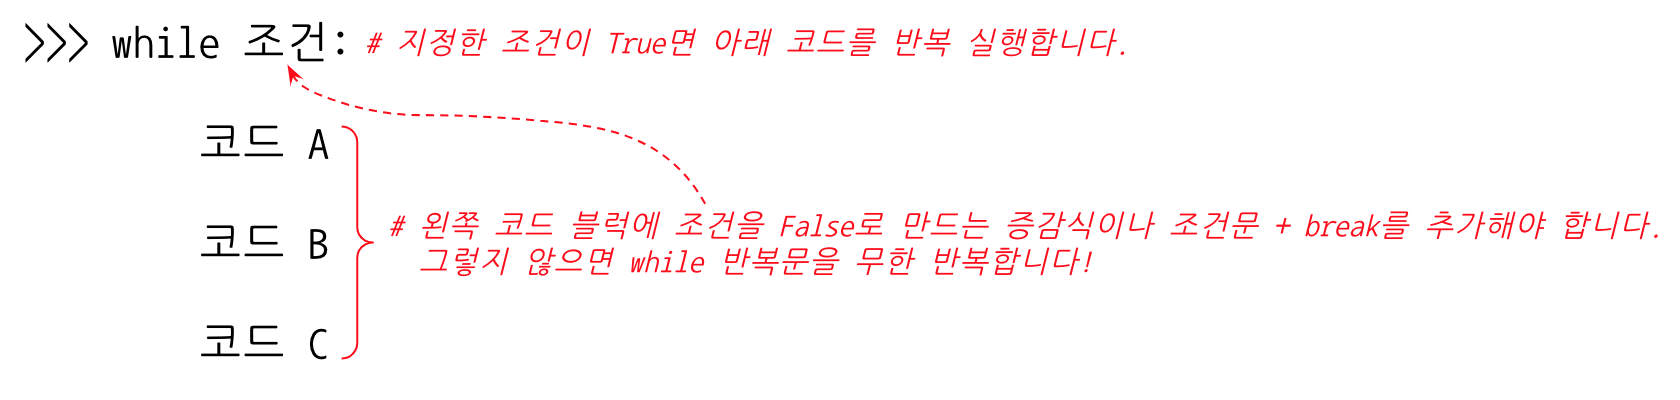 >>> while 조건: # 지정한 조건이 True면 아래 코드를 반복 실행합니다.
코드 A
코드 B
# 왼쪽 코드 블럭에 조건을 False로 만드는 증감식이나 조건문 + break를 추가해야 합니다.
그렇지 않으면 while 반복문을 무한 반복합니다!
코드 C